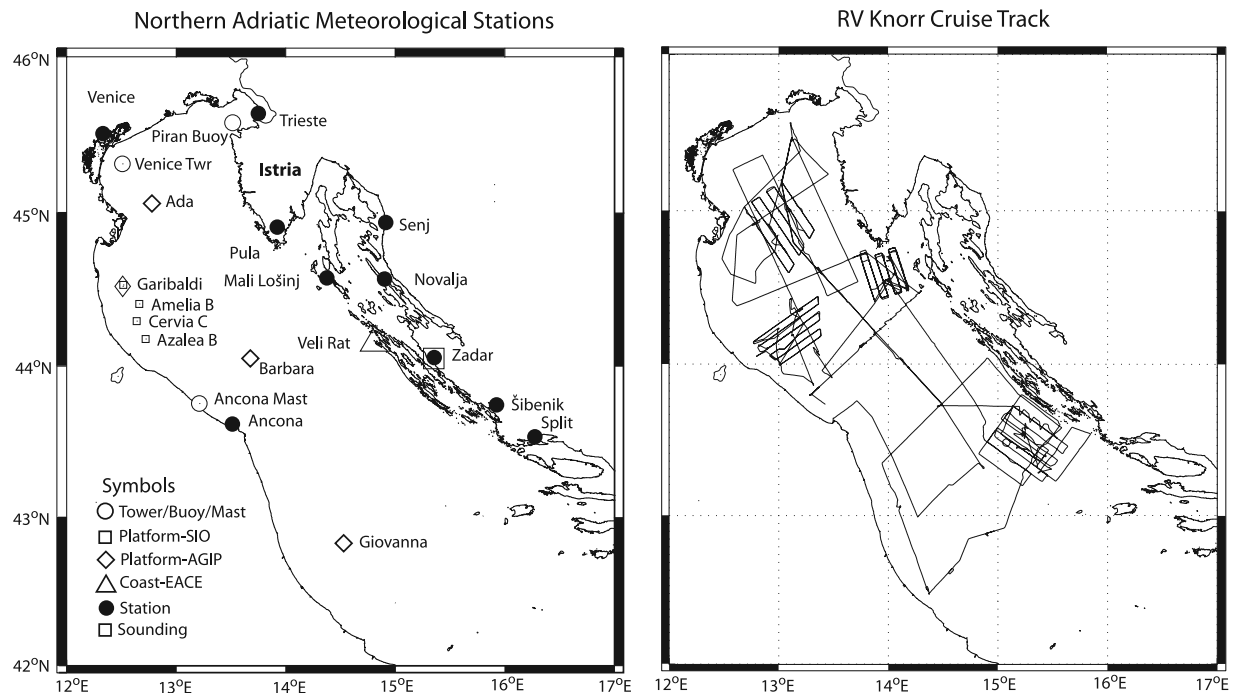 Northern Adriatic Meteorological Stations
RV Knorr Cruise Track
46°N
45°N
44°N
43°N
42°N
Venice
Trieste
Piran Buoy
Venice Twr
Istria
Ada
Senj
Pula
Garibaldi
Mali Lošinj
Novalja
Amelia B
Cervia C
Azalea B
Veli Rat
Zadar
Barbara
Ancona Mast
Šibenik
Ancona
Split
Symbols
Tower/Buoy/Mast
Platform-SIO
Platform-AGIP
Giovanna
Coast-EACE
Station
Sounding
12°E 13°E 14°E 15°E 16°E 17°E
12°E 13°E 14°E 15°E 16°E 17°E